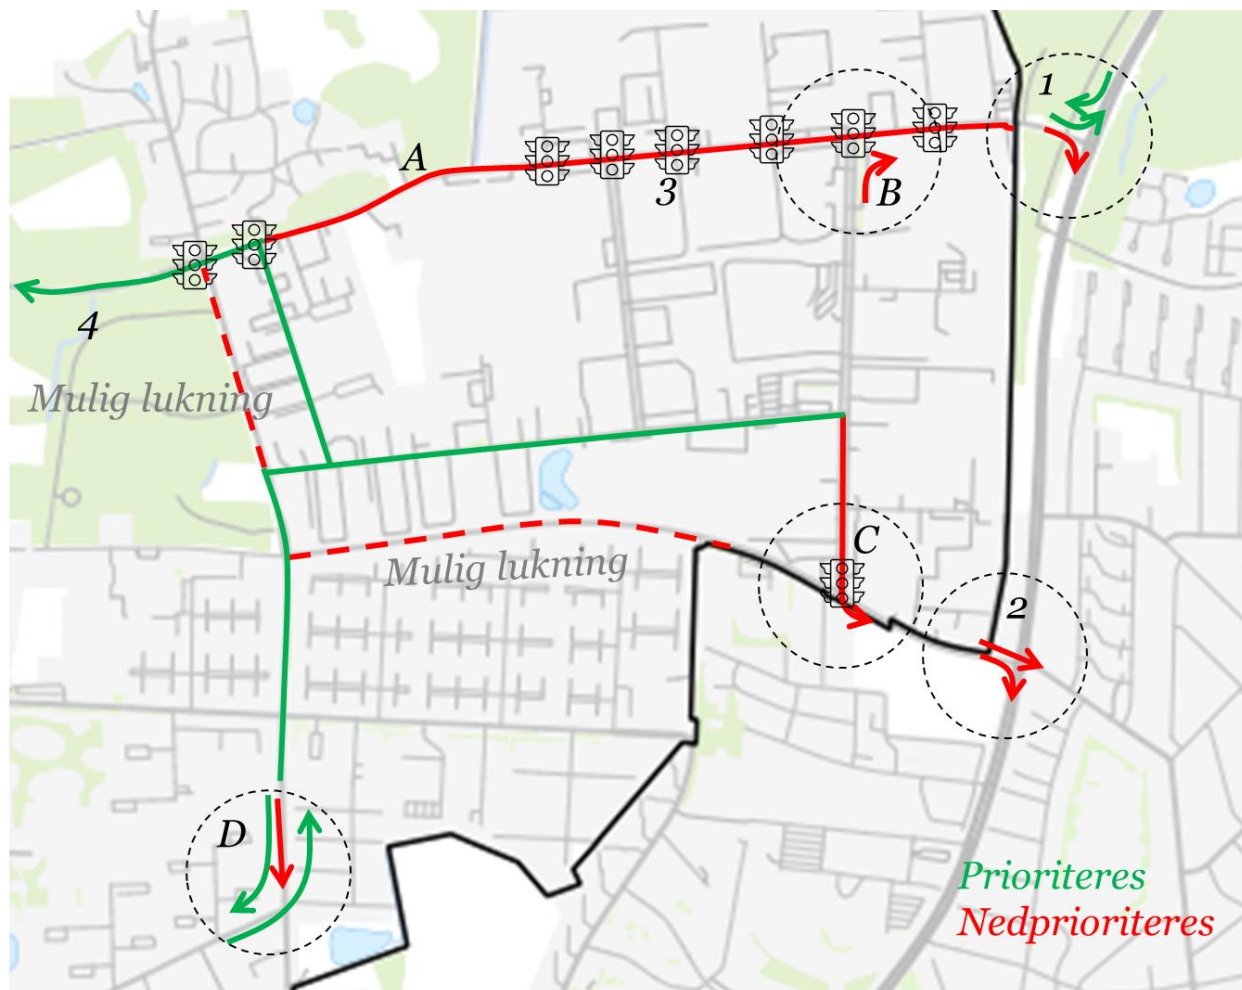 1
A
3
B
4
Mulig lukning
C
Mulig lukning
2
D
Prioriteres
Nedprioriteres